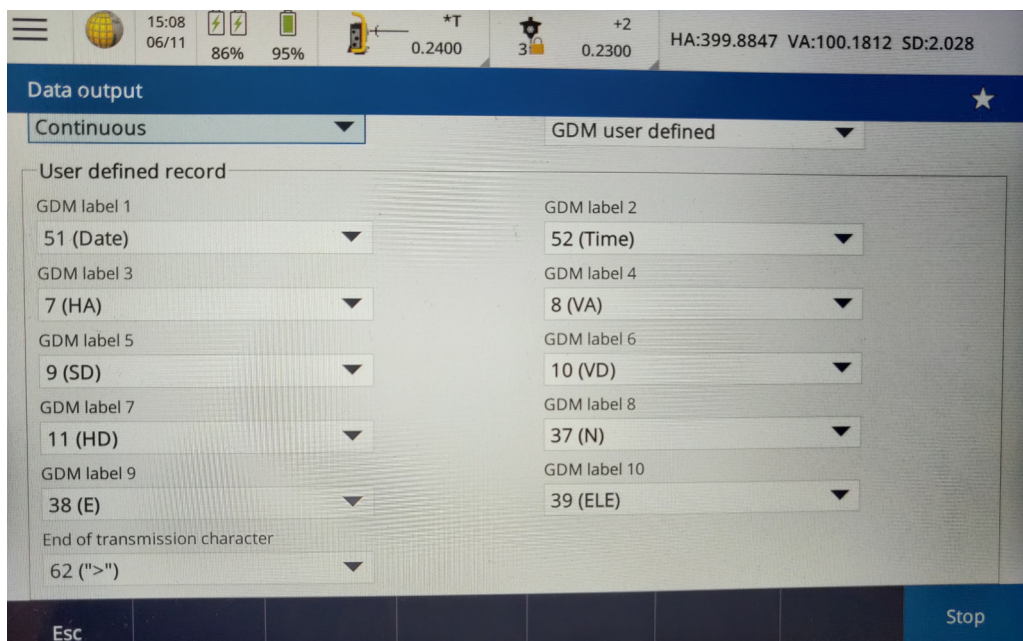 15:08
06/11
86%
95%
*T
0.2400
3
+2
0.2300
HA:399.8847 VA:100.1812 SD:2.028
Data output
Continuous
GDM user defined
User defined record
GDM label 1
GDM label 2
51 (Date)
52 (Time)
GDM label 3
GDM label 4
7 (HA)
8 (VA)
GDM label 5
GDM label 6
9 (SD)
10 (VD)
GDM label 7
GDM label 8
11 (HD)
37 (N)
GDM label 9
GDM label 10
38 (E)
39 (ELE)
End of transmission character
62 (">")
Esc
Stop